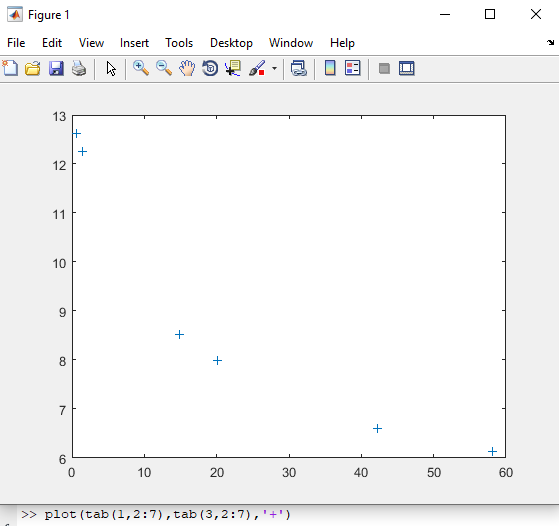 Figure 1
File Edit View Insert Tools Desktop Window Help
13
12
11
10
9
8
7
6
0 10 20 30 40 50 60
>> plot(tab(1,2:7),tab(3,2:7),'+')